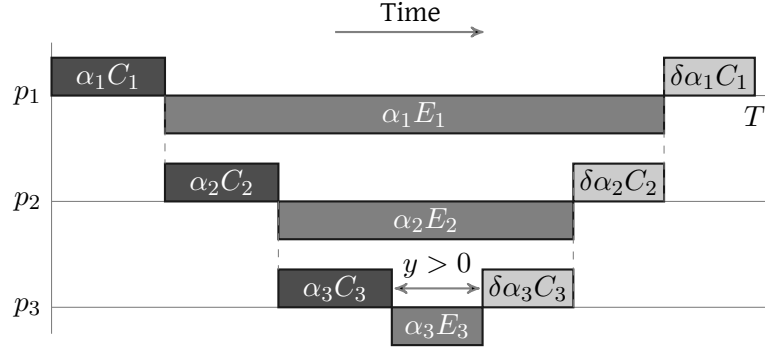 Time
α₁C₁ δα₁C₁
p₁
α₁E₁ T
α₂C₂ δα₂C₂
p₂
α₂E₂
α₃C₃ y > 0 δα₃C₃
p₃
α₃E₃